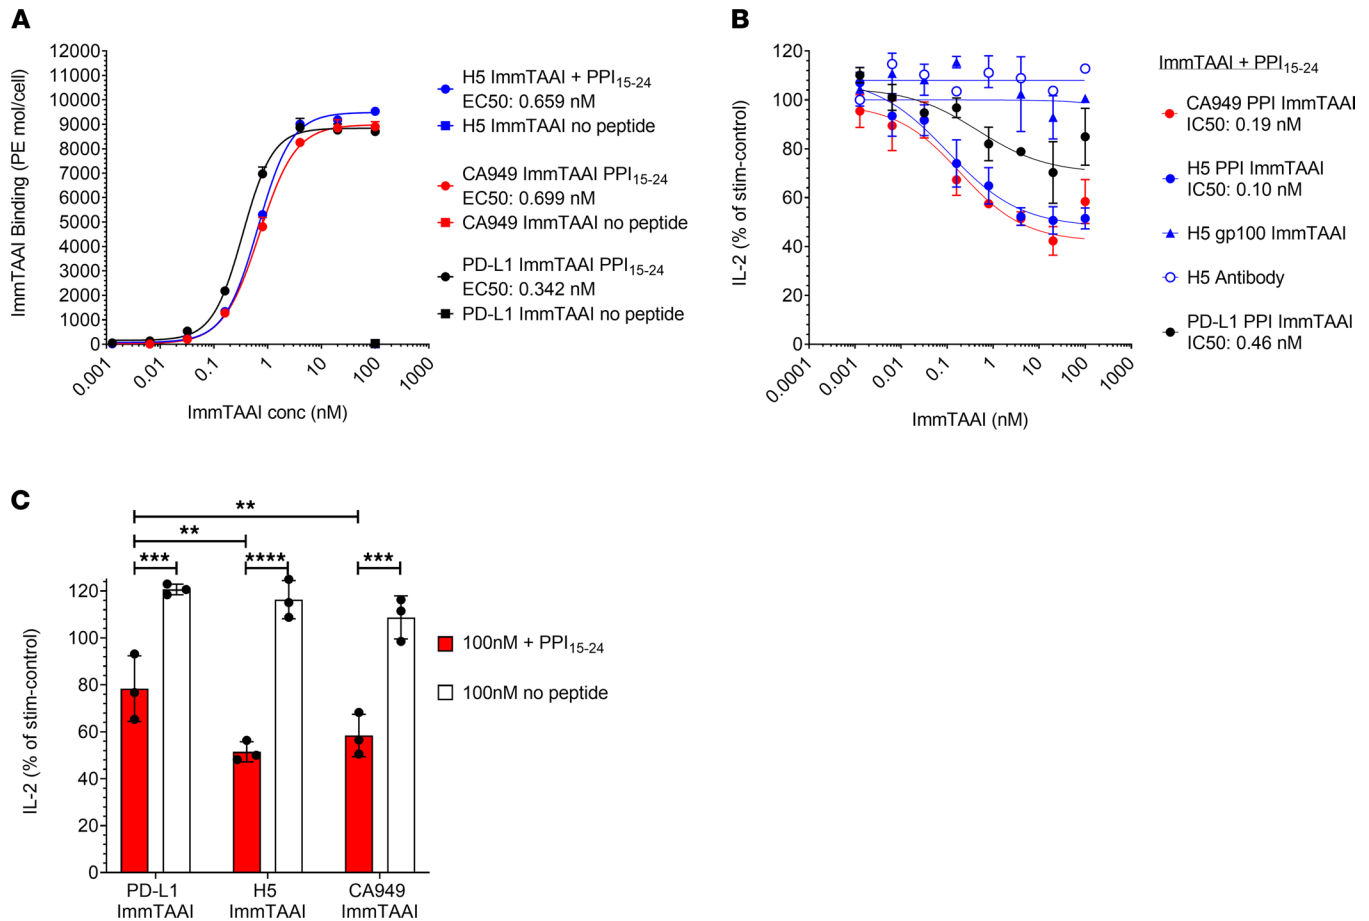 A
ImmTAAI Binding (PE mol/cell)
12000
11000
10000
9000
8000
7000
6000
5000
4000
3000
2000
1000
0
0.001
0.01
0.1
1
10
100
1000
ImmTAAI conc (nM)
H5 ImmTAAI + PPI15-24
EC50: 0.659 nM
H5 ImmTAAI no peptide
CA949 ImmTAAI PPI15-24
EC50: 0.699 nM
CA949 ImmTAAI no peptide
PD-L1 ImmTAAI PPI15-24
EC50: 0.342 nM
PD-L1 ImmTAAI no peptide
B
IL-2 (% of stim-control)
120
100
80
60
40
20
0
0.0001
0.001
0.01
0.1
1
10
100
1000
ImmTAAI (nM)
ImmTAAI + PPI15-24
CA949 PPI ImmTAAI
IC50: 0.19 nM
H5 PPI ImmTAAI
IC50: 0.10 nM
H5 gp100 ImmTAAI
H5 Antibody
PD-L1 PPI ImmTAAI
IC50: 0.46 nM
C
IL-2 (% of stim-control)
**
**
*** **** ***
120
100
80
60
40
20
0
PD-L1
ImmTAAI
H5
ImmTAAI
CA949
ImmTAAI
100nM + PPI15-24
100nM no peptide